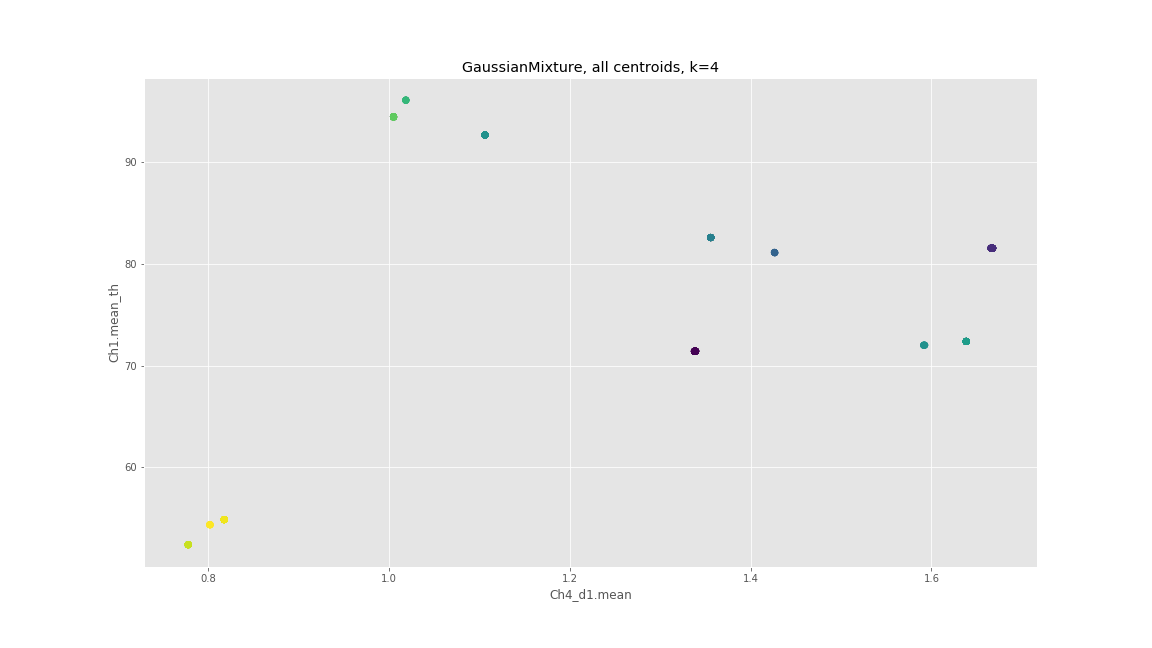 GaussianMixture, all centroids, k=4
90
80
70
60
Ch1.mean_th
0.8 1.0 1.2 1.4 1.6
Ch4_d1.mean